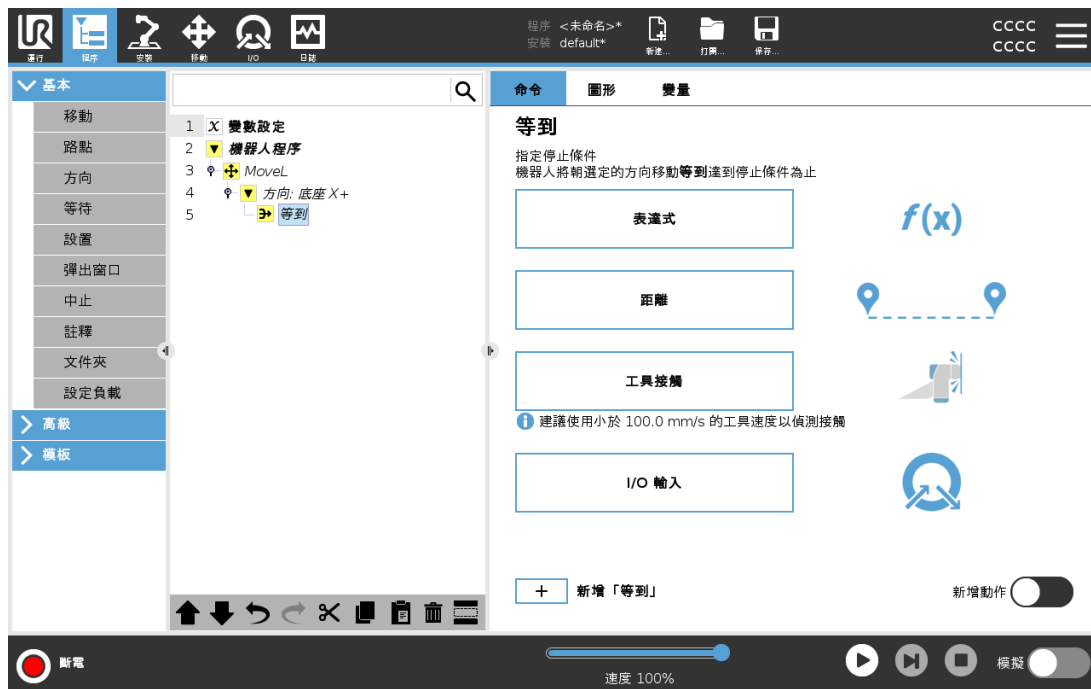 程序 <未命名>*
安裝 default*
CCCC
CCCC
運行 程序 安裝 移動 I/O 日誌 新建... 打開... 保存...
基本
移動
路點
方向
等待
設置
彈出窗口
中止
註釋
文件夾
設定負載
高級
模板
1 X 變數設定
2 機器人程序
3 MoveL
4 方向: 底座 X+
5 等到
命令 圖形 變量
等到
指定停止條件
機器人將朝選定的方向移動等到達到停止條件為止
表達式
f(x)
距離
工具接觸
建議使用小於 100.0 mm/s 的工具速度以偵測接觸
I/O 輸入
+ 新增「等到」
新增動作
斷電
速度 100%
模擬